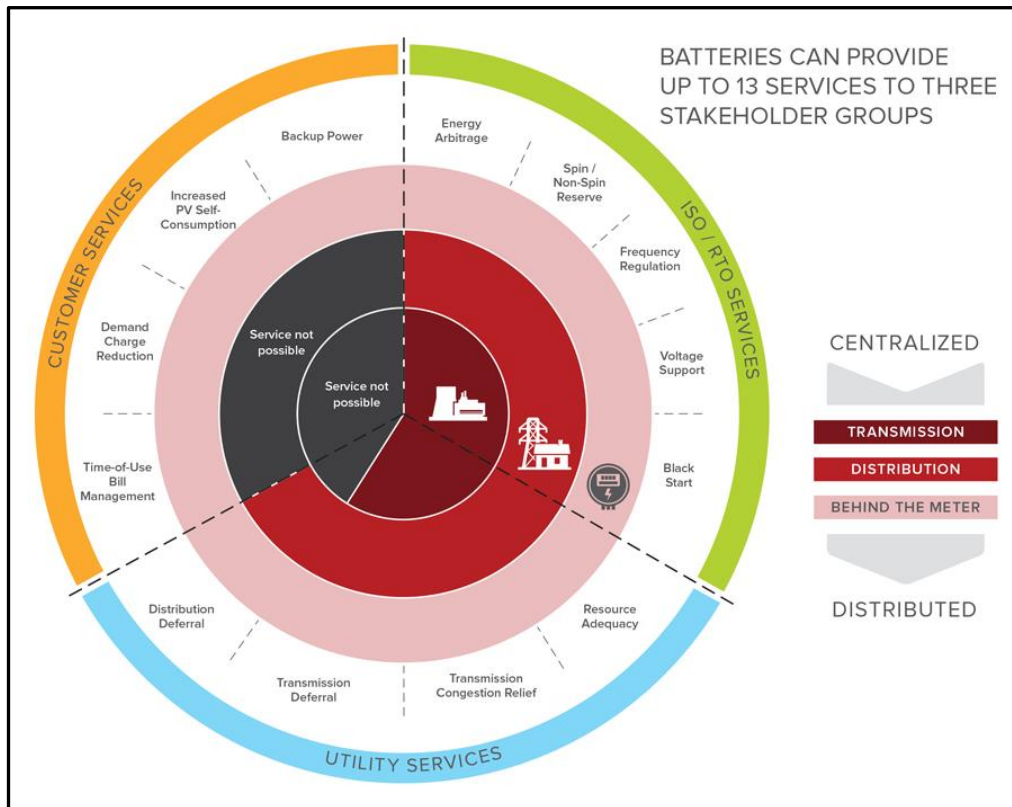 BATTERIES CAN PROVIDE
UP TO 13 SERVICES TO THREE
STAKEHOLDER GROUPS
CUSTOMER SERVICES
ISO / RTO SERVICES
UTILITY SERVICES
Backup Power
Increased
PV Self-
Consumption
Demand
Charge
Reduction
Time-of-Use
Bill
Management
Energy
Arbitrage
Spin /
Non-Spin
Reserve
Frequency
Regulation
Voltage
Support
Black
Start
Resource
Adequacy
Transmission
Congestion Relief
Transmission
Deferral
Distribution
Deferral
Service not
possible
Service not
possible
CENTRALIZED
TRANSMISSION
DISTRIBUTION
BEHIND THE METER
DISTRIBUTED